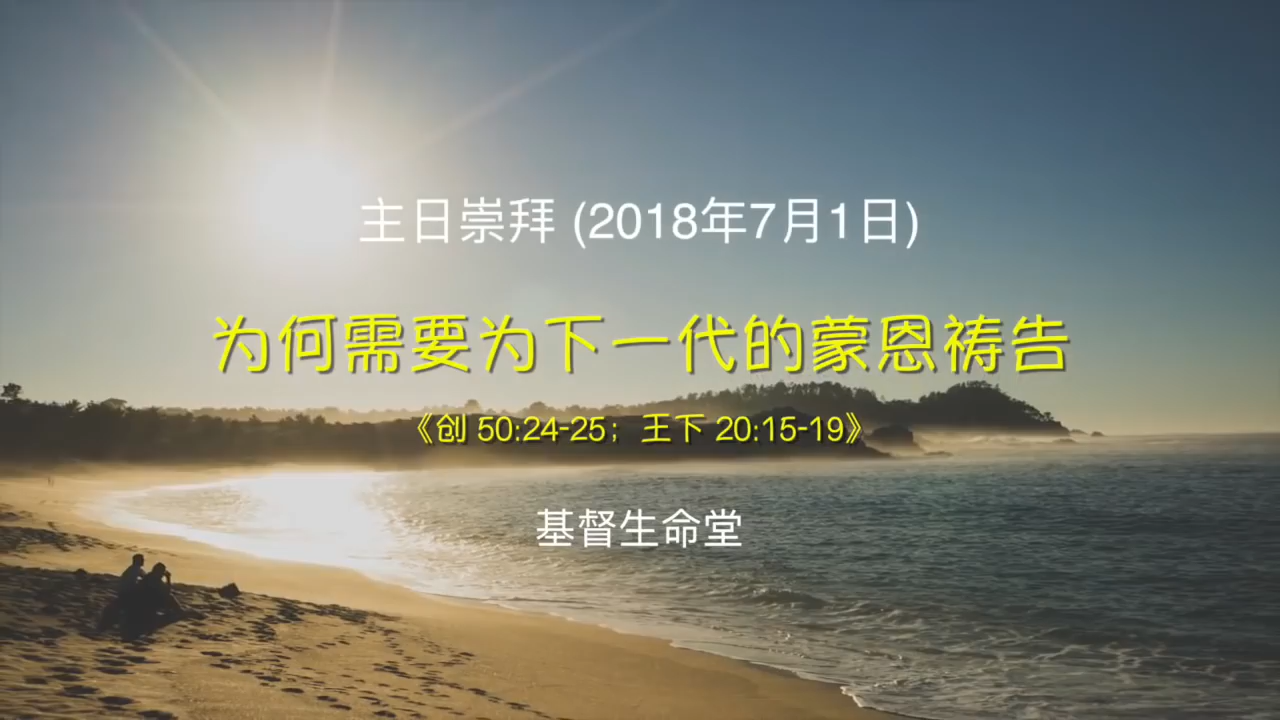 主日崇拜 (2018年7月1日)
为何需要为下一代的蒙恩祷告
《创 50:24-25；王下 20:15-19》
基督生命堂